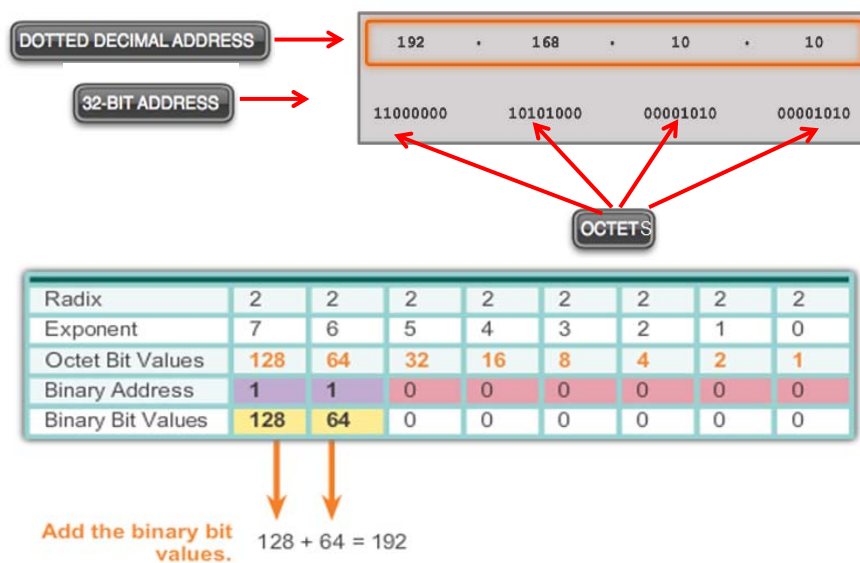 DOTTED DECIMAL ADDRESS
192 . 168 . 10 . 10
32-BIT ADDRESS
11000000 10101000 00001010 00001010
OCTETS
Radix 2 2 2 2 2 2 2 2
Exponent 7 6 5 4 3 2 1 0
Octet Bit Values 128 64 32 16 8 4 2 1
Binary Address 1 1 0 0 0 0 0 0
Binary Bit Values 128 64 0 0 0 0 0 0
Add the binary bit
values.
128 + 64 = 192